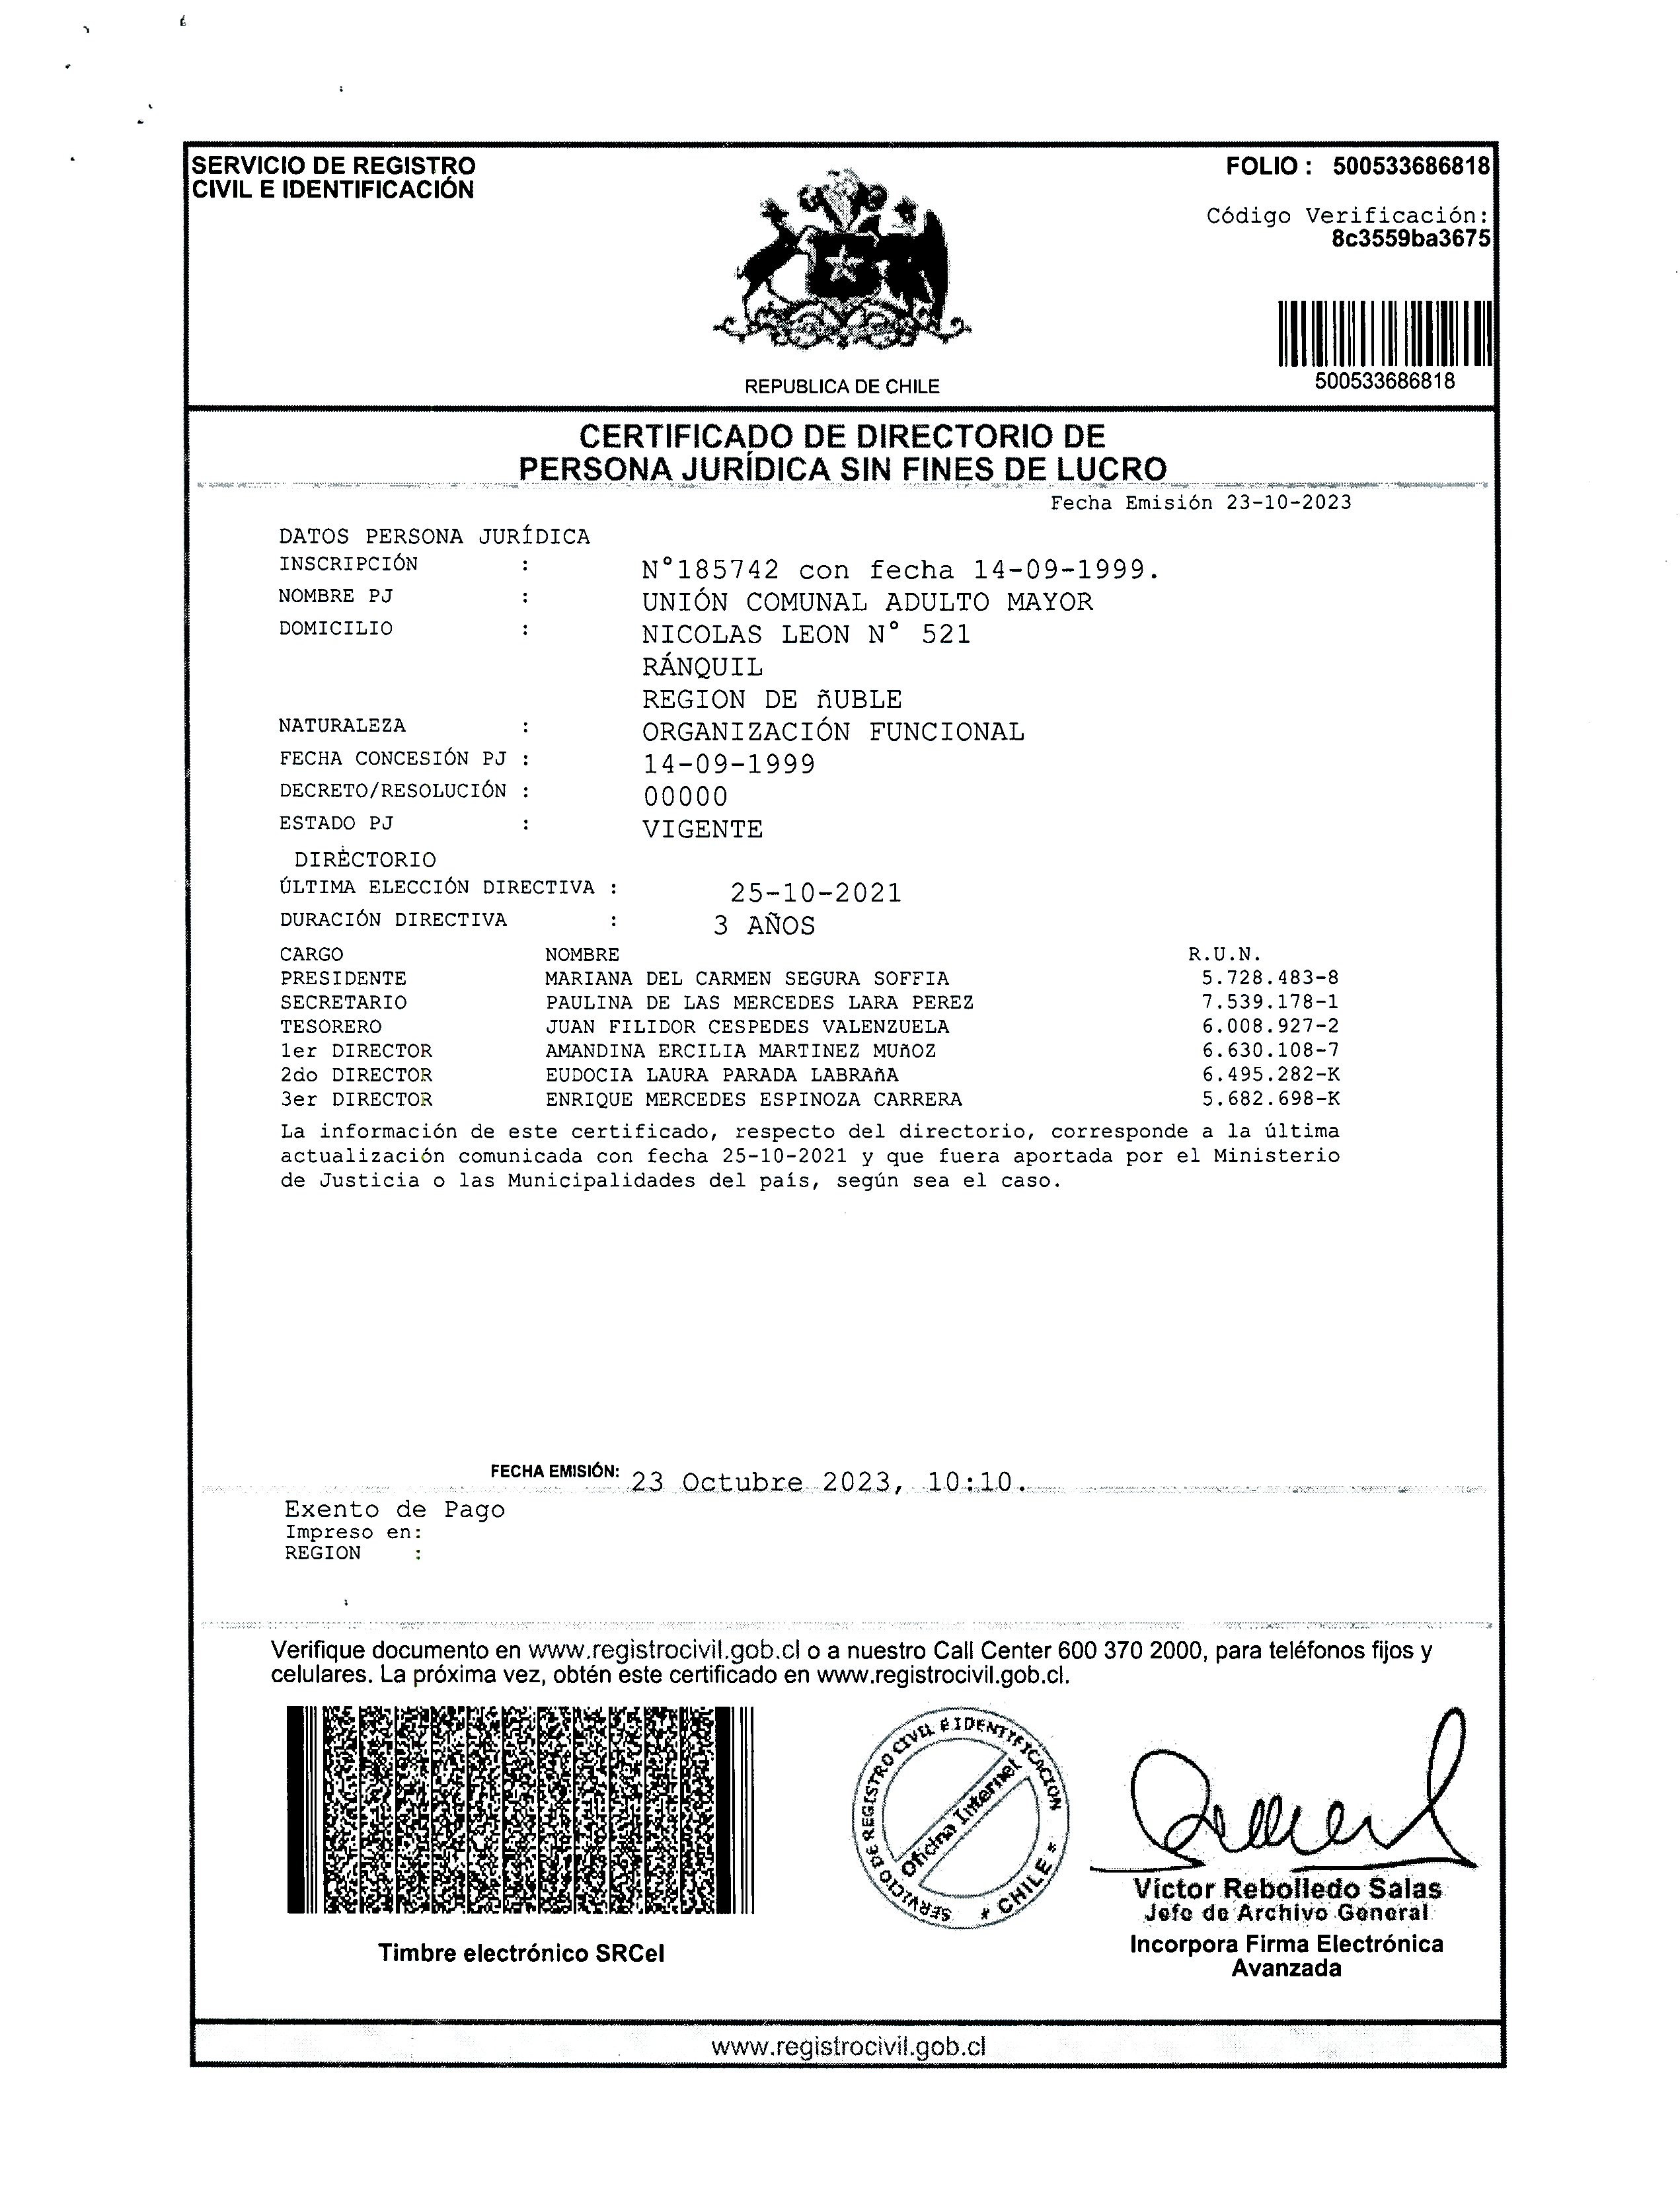 SERVICIO DE REGISTRO
CIVIL E IDENTIFICACIÓN
FOLIO : 500533686818
Código Verificación:
8c3559ba3675
500533686818
REPUBLICA DE CHILE
CERTIFICADO DE DIRECTORIO DE
PERSONA JURÍDICA SIN FINES DE LUCRO
Fecha Emisión 23-10-2023
DATOS PERSONA JURÍDICA
INSCRIPCIÓN : N°185742 con fecha 14-09-1999.
NOMBRE PJ : UNIÓN COMUNAL ADULTO MAYOR
DOMICILIO : NICOLAS LEON N° 521
RÁNQUIL
REGION DE ñUBLE
NATURALEZA : ORGANIZACIÓN FUNCIONAL
FECHA CONCESIÓN PJ : 14-09-1999
DECRETO/RESOLUCIÓN : 00000
ESTADO PJ : VIGENTE
DIRECTORIO
ÚLTIMA ELECCIÓN DIRECTIVA : 25-10-2021
DURACIÓN DIRECTIVA : 3 AÑOS
CARGO NOMBRE R.U.N.
PRESIDENTE MARIANA DEL CARMEN SEGURA SOFFIA 5.728.483-8
SECRETARIO PAULINA DE LAS MERCEDES LARA PEREZ 7.539.178-1
TESORERO JUAN FILIDOR CESPEDES VALENZUELA 6.008.927-2
1er DIRECTOR AMANDINA ERCILIA MARTINEZ MUñOZ 6.630.108-7
2do DIRECTOR EUDOCIA LAURA PARADA LABRAñA 6.495.282-K
3er DIRECTOR ENRIQUE MERCEDES ESPINOZA CARRERA 5.682.698-K
La información de este certificado, respecto del directorio, corresponde a la última
actualización comunicada con fecha 25-10-2021 y que fuera aportada por el Ministerio
de Justicia o las Municipalidades del país, según sea el caso.
FECHA EMISIÓN: 23 Octubre 2023, 10:10.
Exento de Pago
Impreso en:
REGION :
Verifique documento en www.registrocivil.gob.cl o a nuestro Call Center 600 370 2000, para teléfonos fijos y
celulares. La próxima vez, obtén este certificado en www.registrocivil.gob.cl.
SERVICIO DE REGISTRO CIVIL E IDENTIFICACION
Oficina Internet
* CHILE *
Victor Rebolledo Salas
Jefe de Archivo General
Incorpora Firma Electrónica
Avanzada
Timbre electrónico SRCeI
www.registrocivil.gob.cl